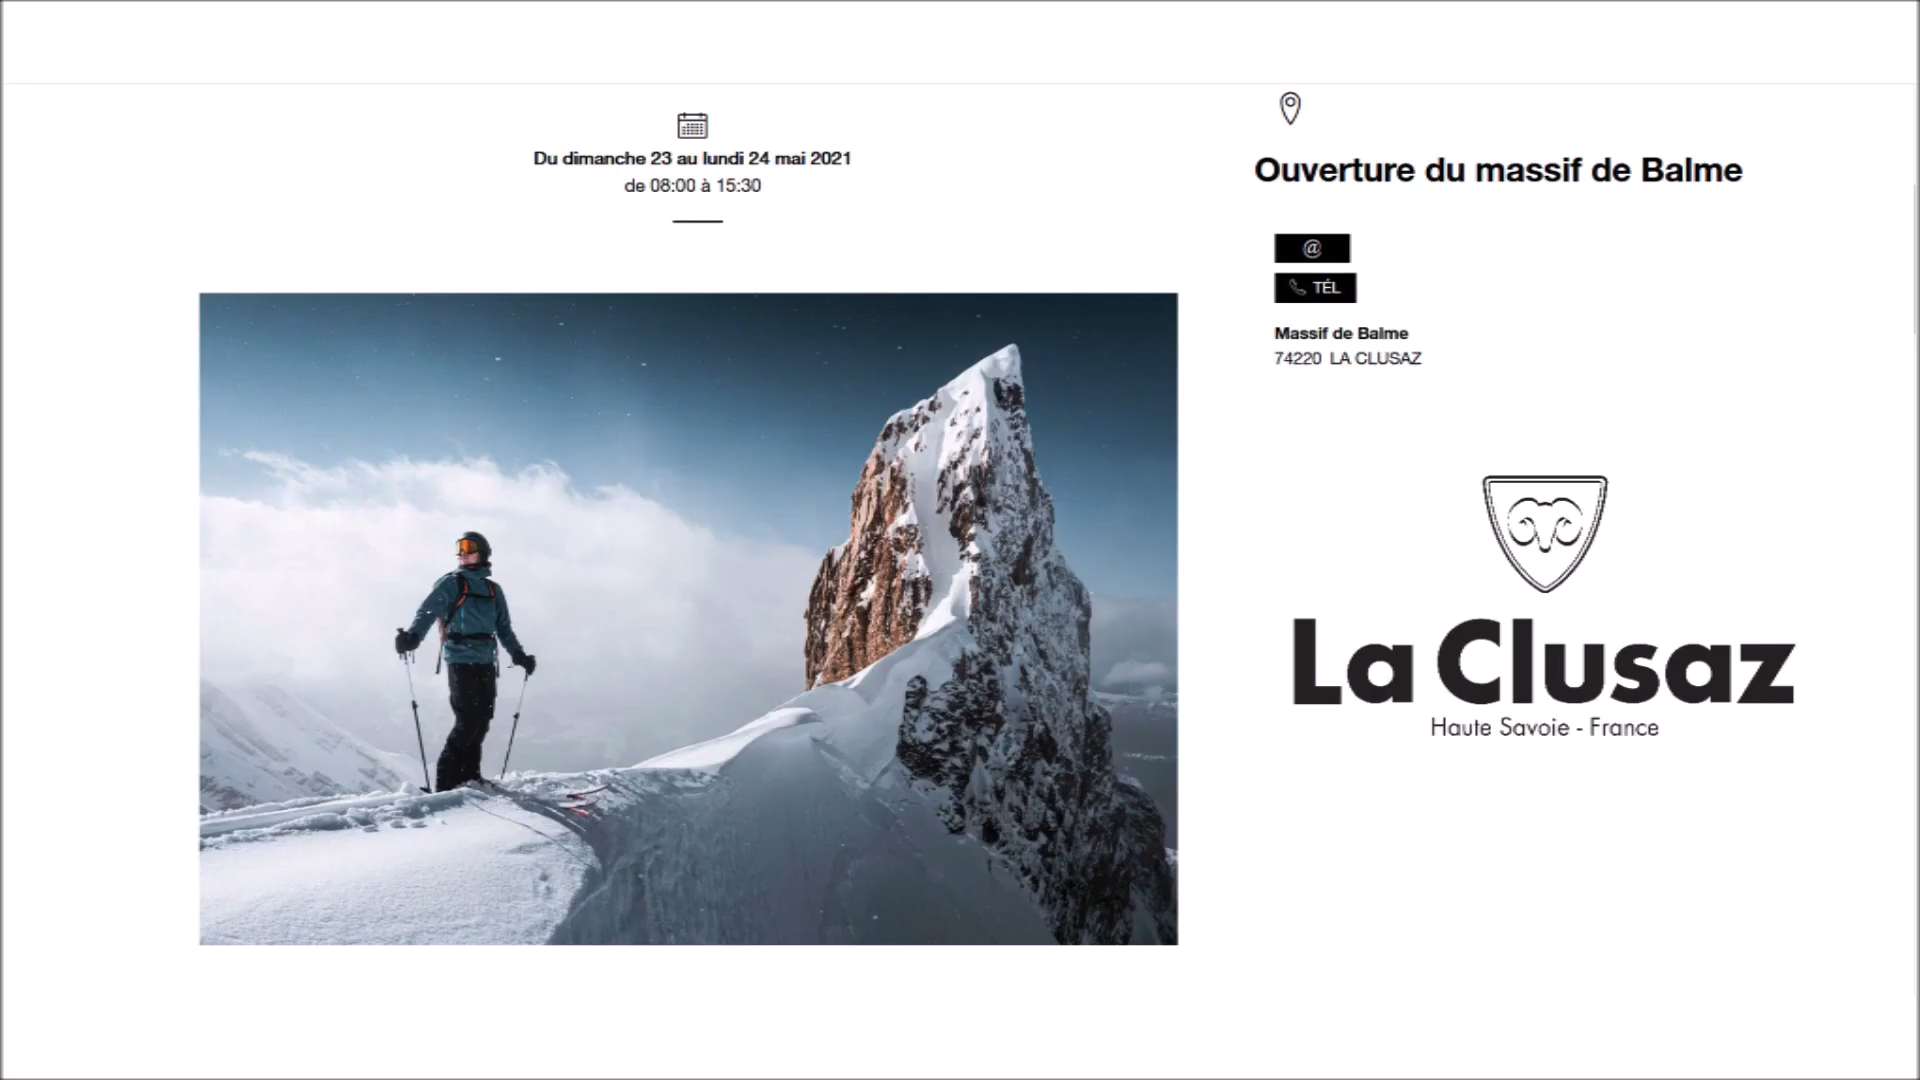 Du dimanche 23 au lundi 24 mai 2021
de 08:00 à 15:30
Ouverture du massif de Balme
@
TÉL
Massif de Balme
74220 LA CLUSAZ
La Clusaz
Haute Savoie - France